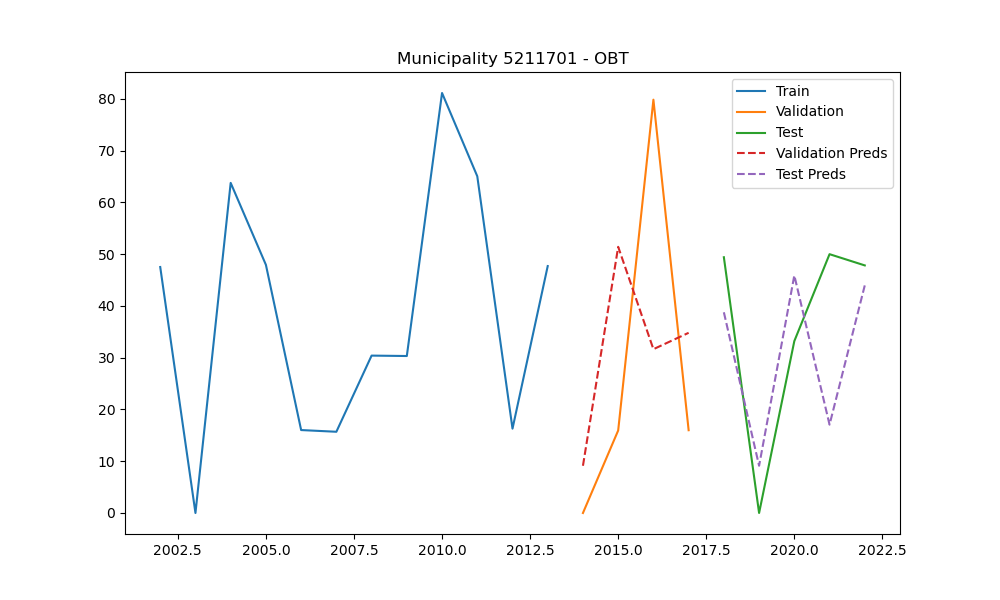 Municipality 5211701 - OBT
Train
Validation
Test
Validation Preds
Test Preds
80
70
60
50
40
30
20
10
0
2002.5 2005.0 2007.5 2010.0 2012.5 2015.0 2017.5 2020.0 2022.5